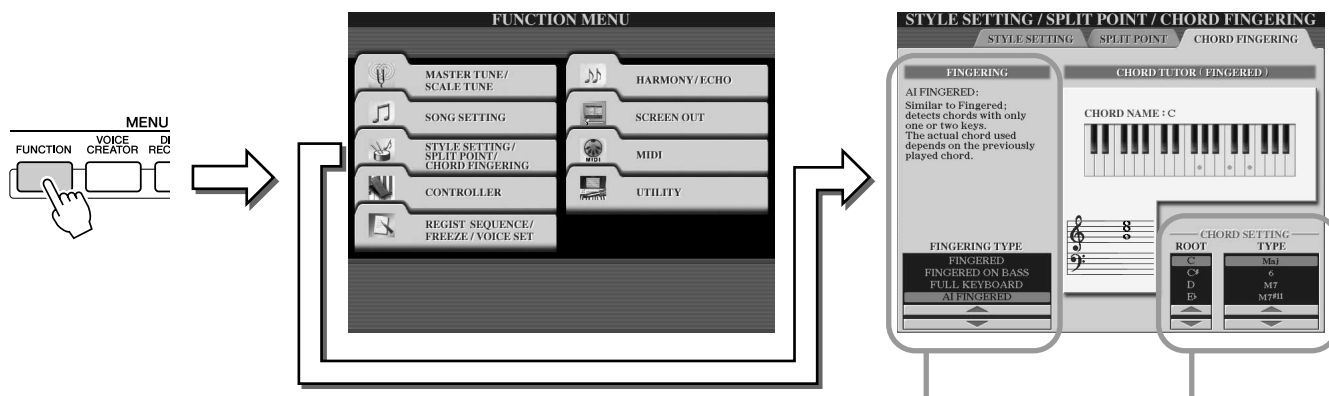 MENU
FUNCTION
VOICE
CREATOR
DI
REC
FUNCTION MENU
MASTER TUNE/
SCALE TUNE
SONG SETTING
STYLE SETTING/
SPLIT POINT/
CHORD FINGERING
CONTROLLER
REGIST SEQUENCE/
FREEZE/VOICE SET
HARMONY/ECHO
SCREEN OUT
MIDI
MIDI
UTILITY
STYLE SETTING / SPLIT POINT / CHORD FINGERING
STYLE SETTING SPLIT POINT CHORD FINGERING
FINGERING
AI FINGERED:
Similar to Fingered;
detects chords with only
one or two keys.
The actual chord used
depends on the previously
played chord.
FINGERING TYPE
FINGERED
FINGERED ON BASS
FULL KEYBOARD
AI FINGERED
CHORD TUTOR ( FINGERED )
CHORD NAME : C
CHORD SETTING
ROOT TYPE
C Maj
C# 6
D M7
E♭ M7#11